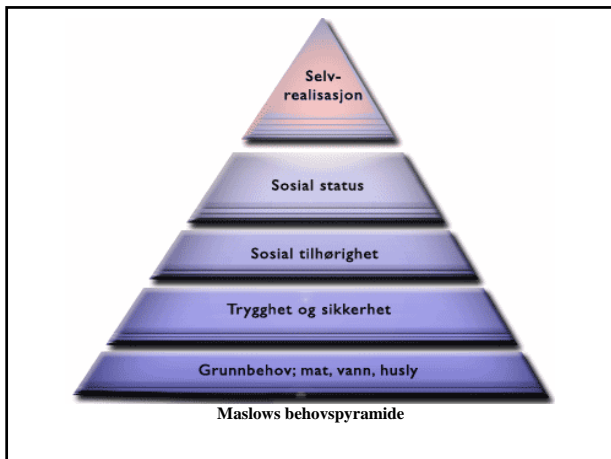 Selv-
realisasjon
Sosial status
Sosial tilhørighet
Trygghet og sikkerhet
Grunnbehov; mat, vann, husly
Maslows behovspyramide